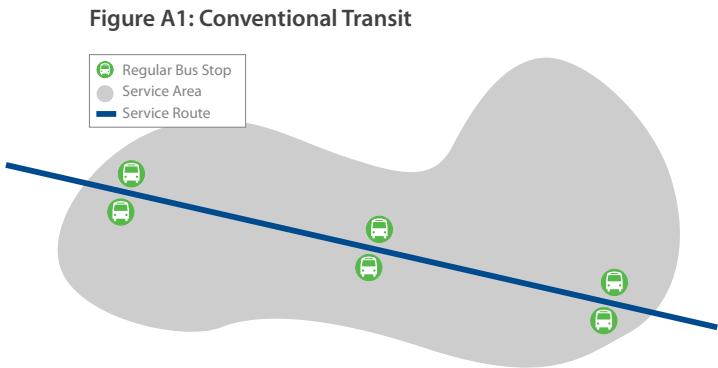 Figure A1: Conventional Transit
Regular Bus Stop
Service Area
Service Route